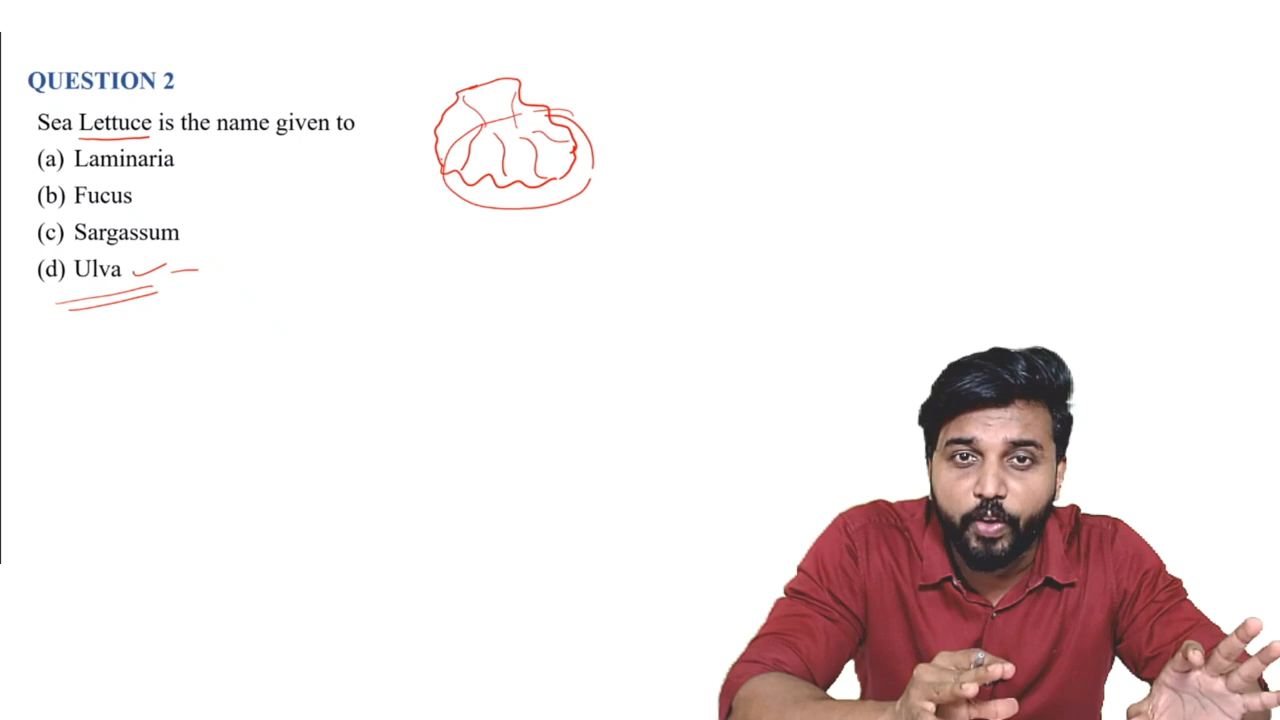 QUESTION 2
Sea Lettuce is the name given to
(a) Laminaria
(b) Fucus
(c) Sargassum
(d) Ulva